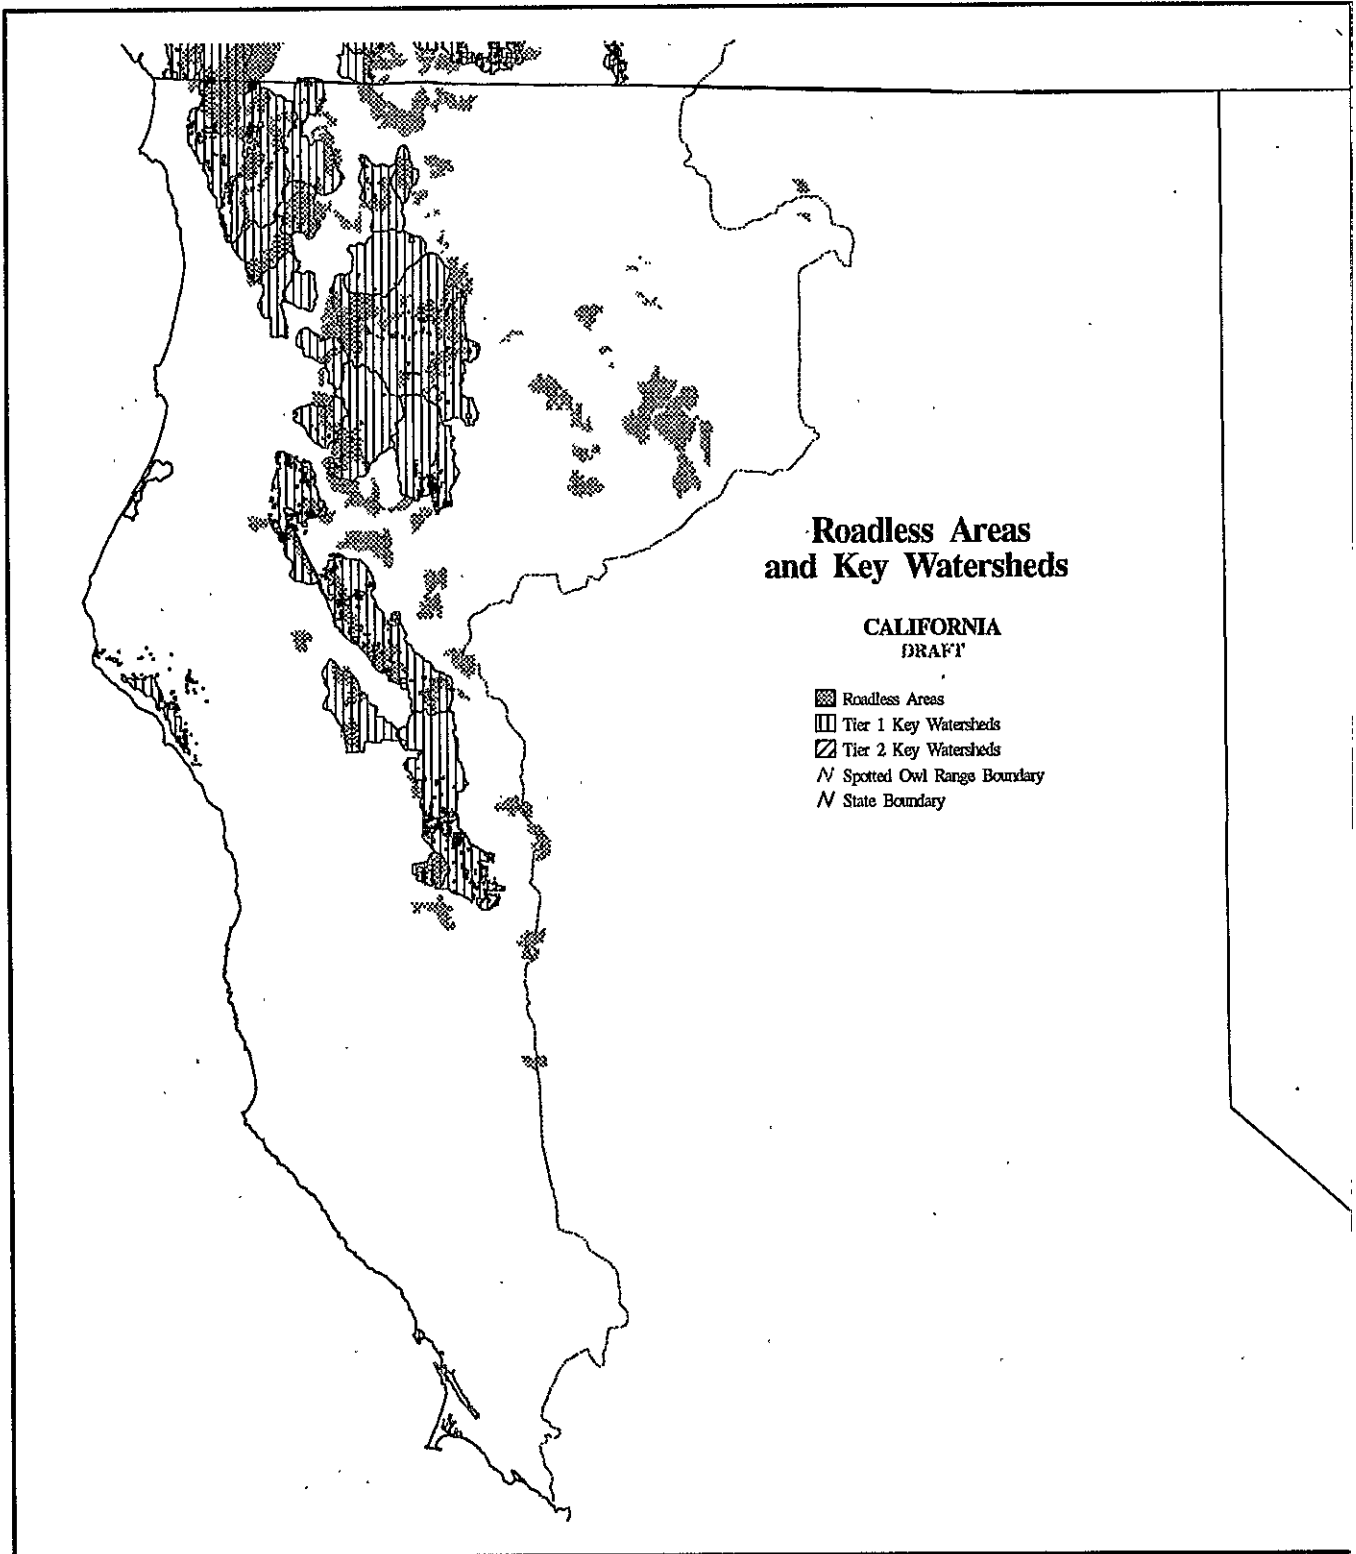 Roadless Areas
and Key Watersheds
CALIFORNIA
DRAFT
Roadless Areas
Tier 1 Key Watersheds
Tier 2 Key Watersheds
Spotted Owl Range Boundary
State Boundary